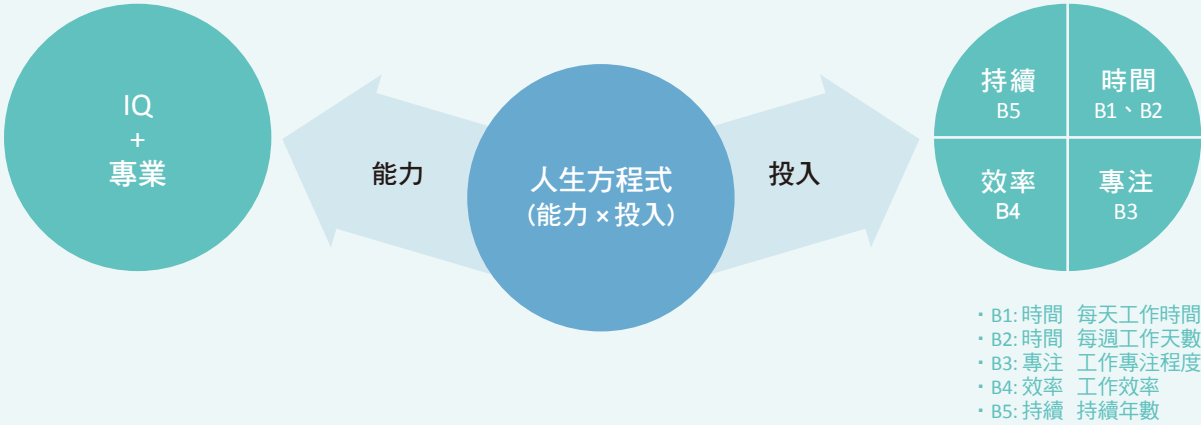 IQ
+
專業
能力
人生方程式
(能力 × 投入)
投入
持續
B5
時間
B1、B2
效率
B4
專注
B3
・B1: 時間 每天工作時間
・B2: 時間 每週工作天數
・B3: 專注 工作專注程度
・B4: 效率 工作效率
・B5: 持續 持續年數